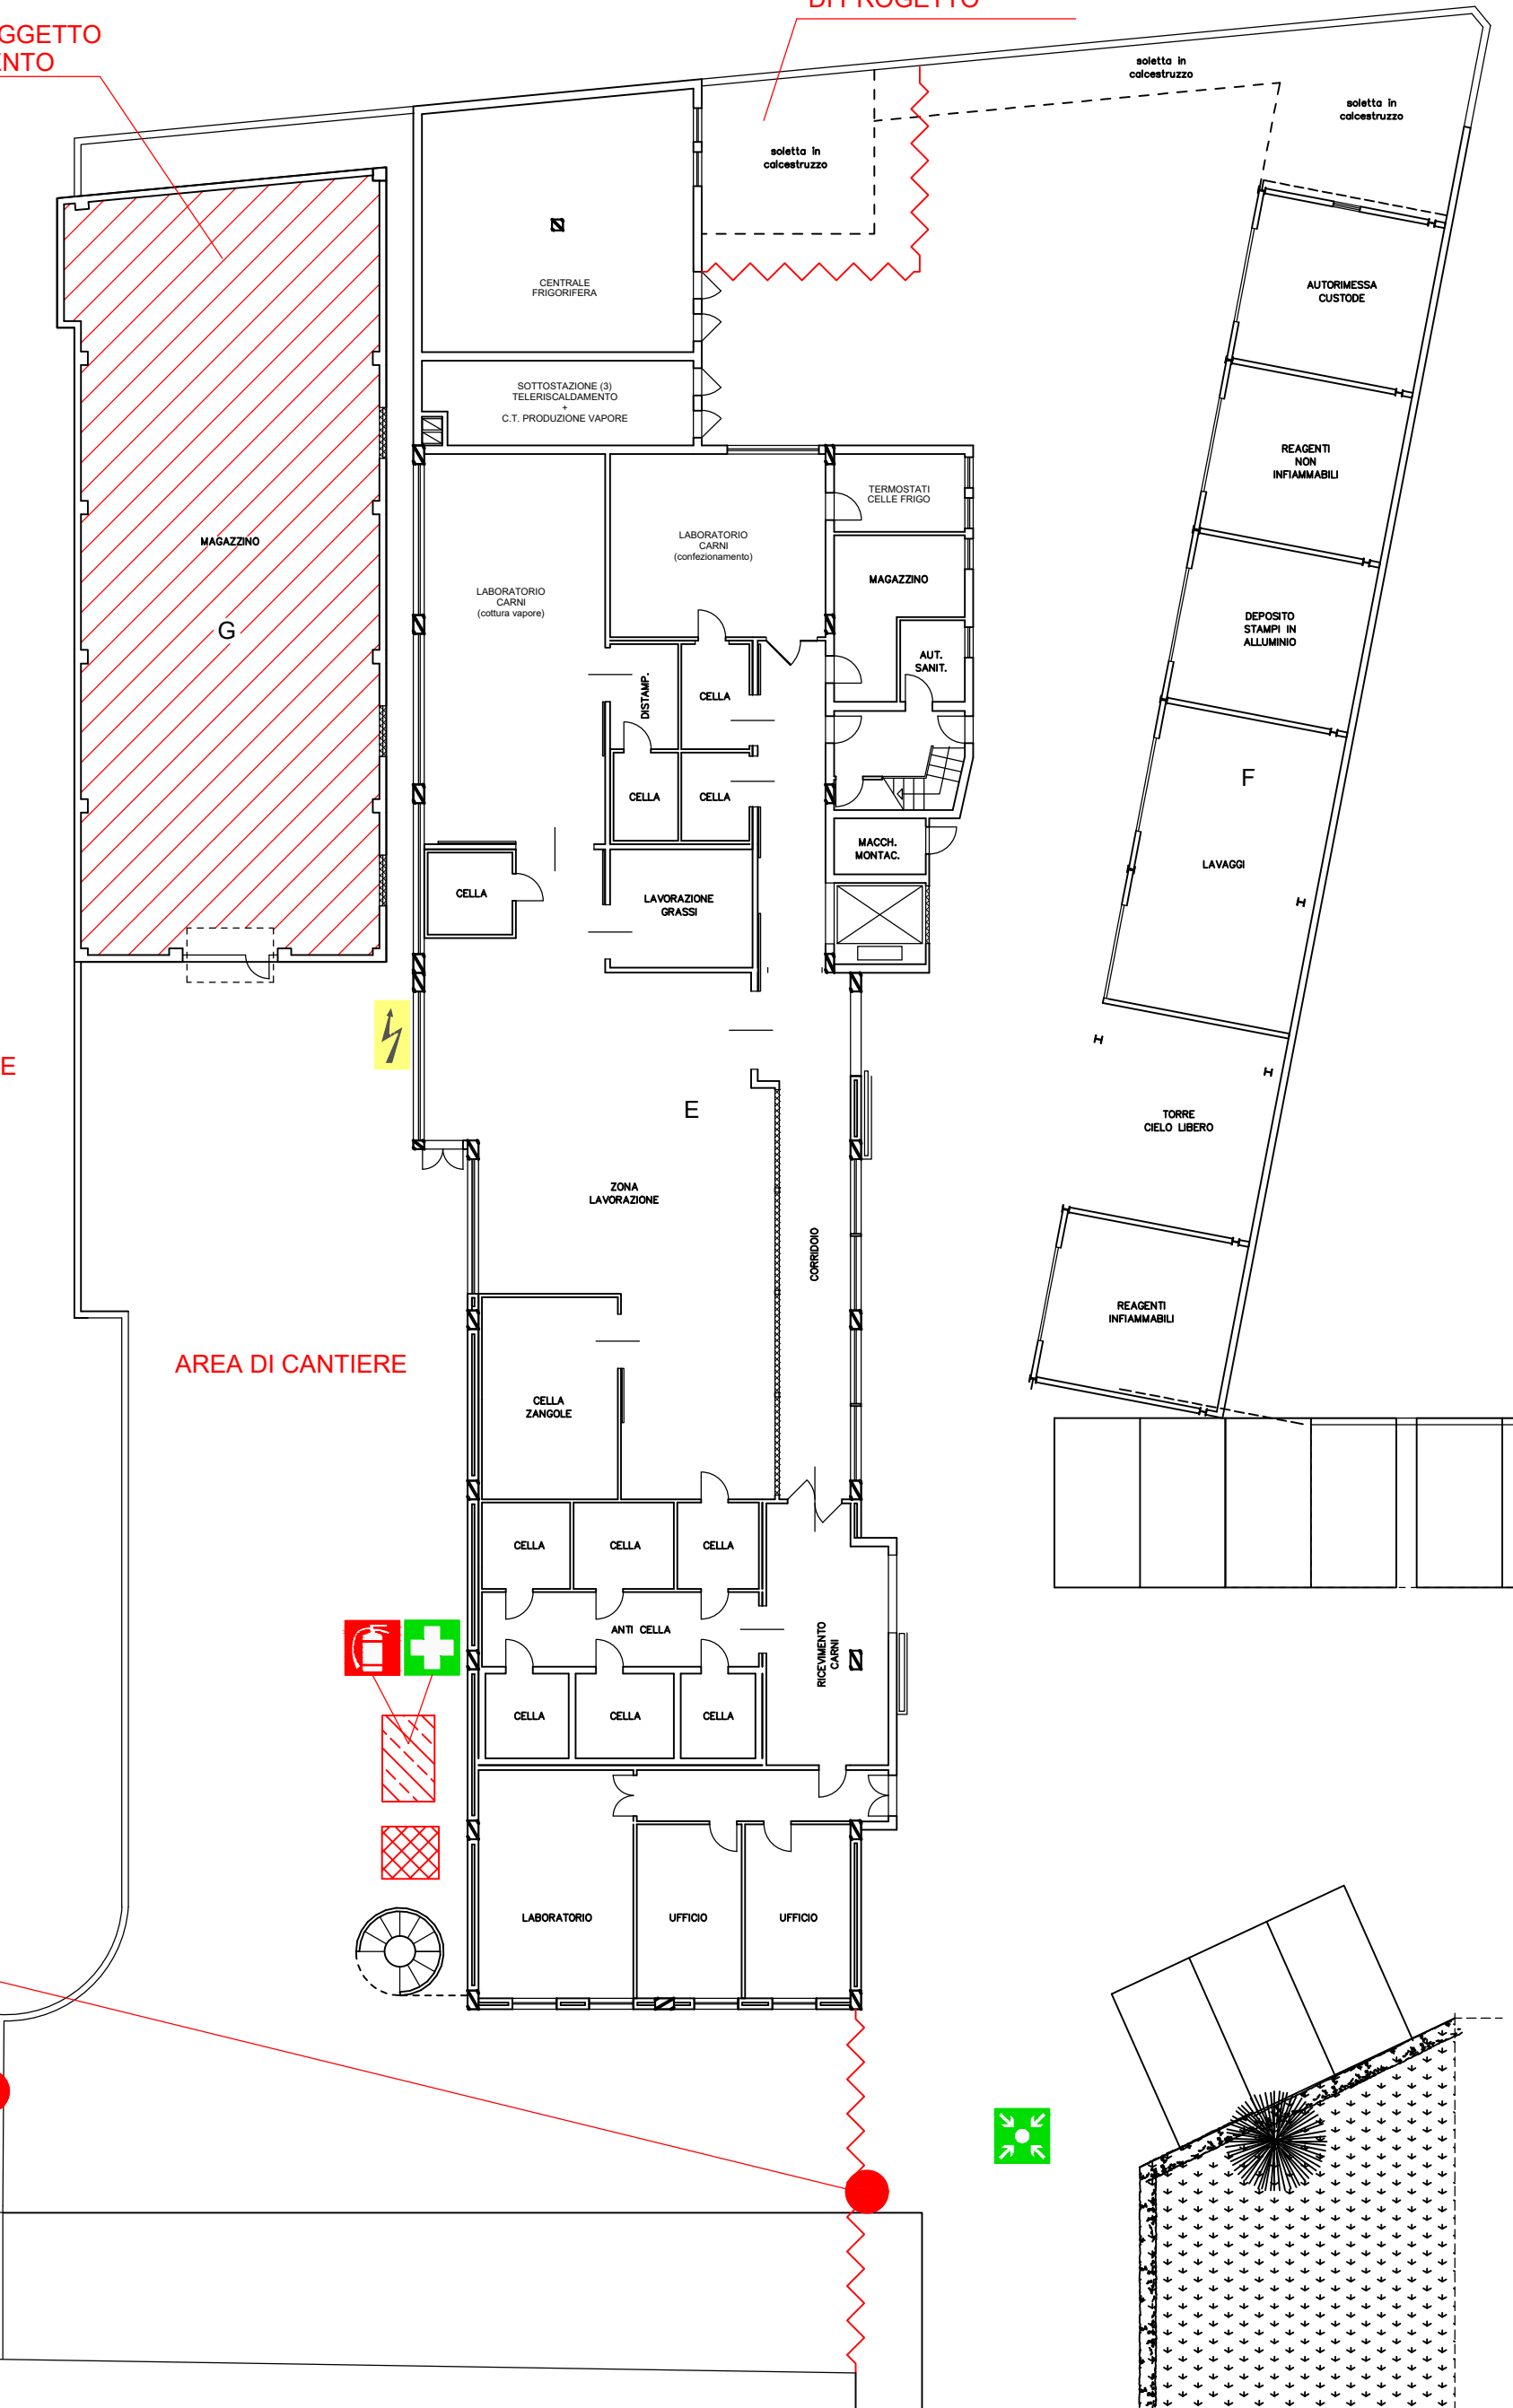 GGETTO
ENTO
DI PROGETTO
soletta in
calcestruzzo
soletta in
calcestruzzo
soletta in
calcestruzzo
CENTRALE
FRIGORIFERA
AUTORIMESSA
CUSTODE
SOTTOSTAZIONE (3)
TELERISCALDAMENTO
+
C.T. PRODUZIONE VAPORE
REAGENTI
NON
INFIAMMABILI
TERMOSTATI
CELLE FRIGO
MAGAZZINO
G
LABORATORIO
CARNI
(confezionamento)
LABORATORIO
CARNI
(cottura vapore)
MAGAZZINO
DEPOSITO
STAMPI IN
ALLUMINIO
AUT.
SANIT.
DISTAMP.
CELLA
CELLA
CELLA
F
MACCH.
MONTAC.
LAVAGGI
CELLA
LAVORAZIONE
GRASSI
E
E
TORRE
CIELO LIBERO
ZONA
LAVORAZIONE
CORRIDOIO
REAGENTI
INFIAMMABILI
AREA DI CANTIERE
CELLA
ZANGOLE
CELLA
CELLA
CELLA
ANTI CELLA
RICEVIMENTO
CARNI
CELLA
CELLA
CELLA
LABORATORIO
UFFICIO
UFFICIO